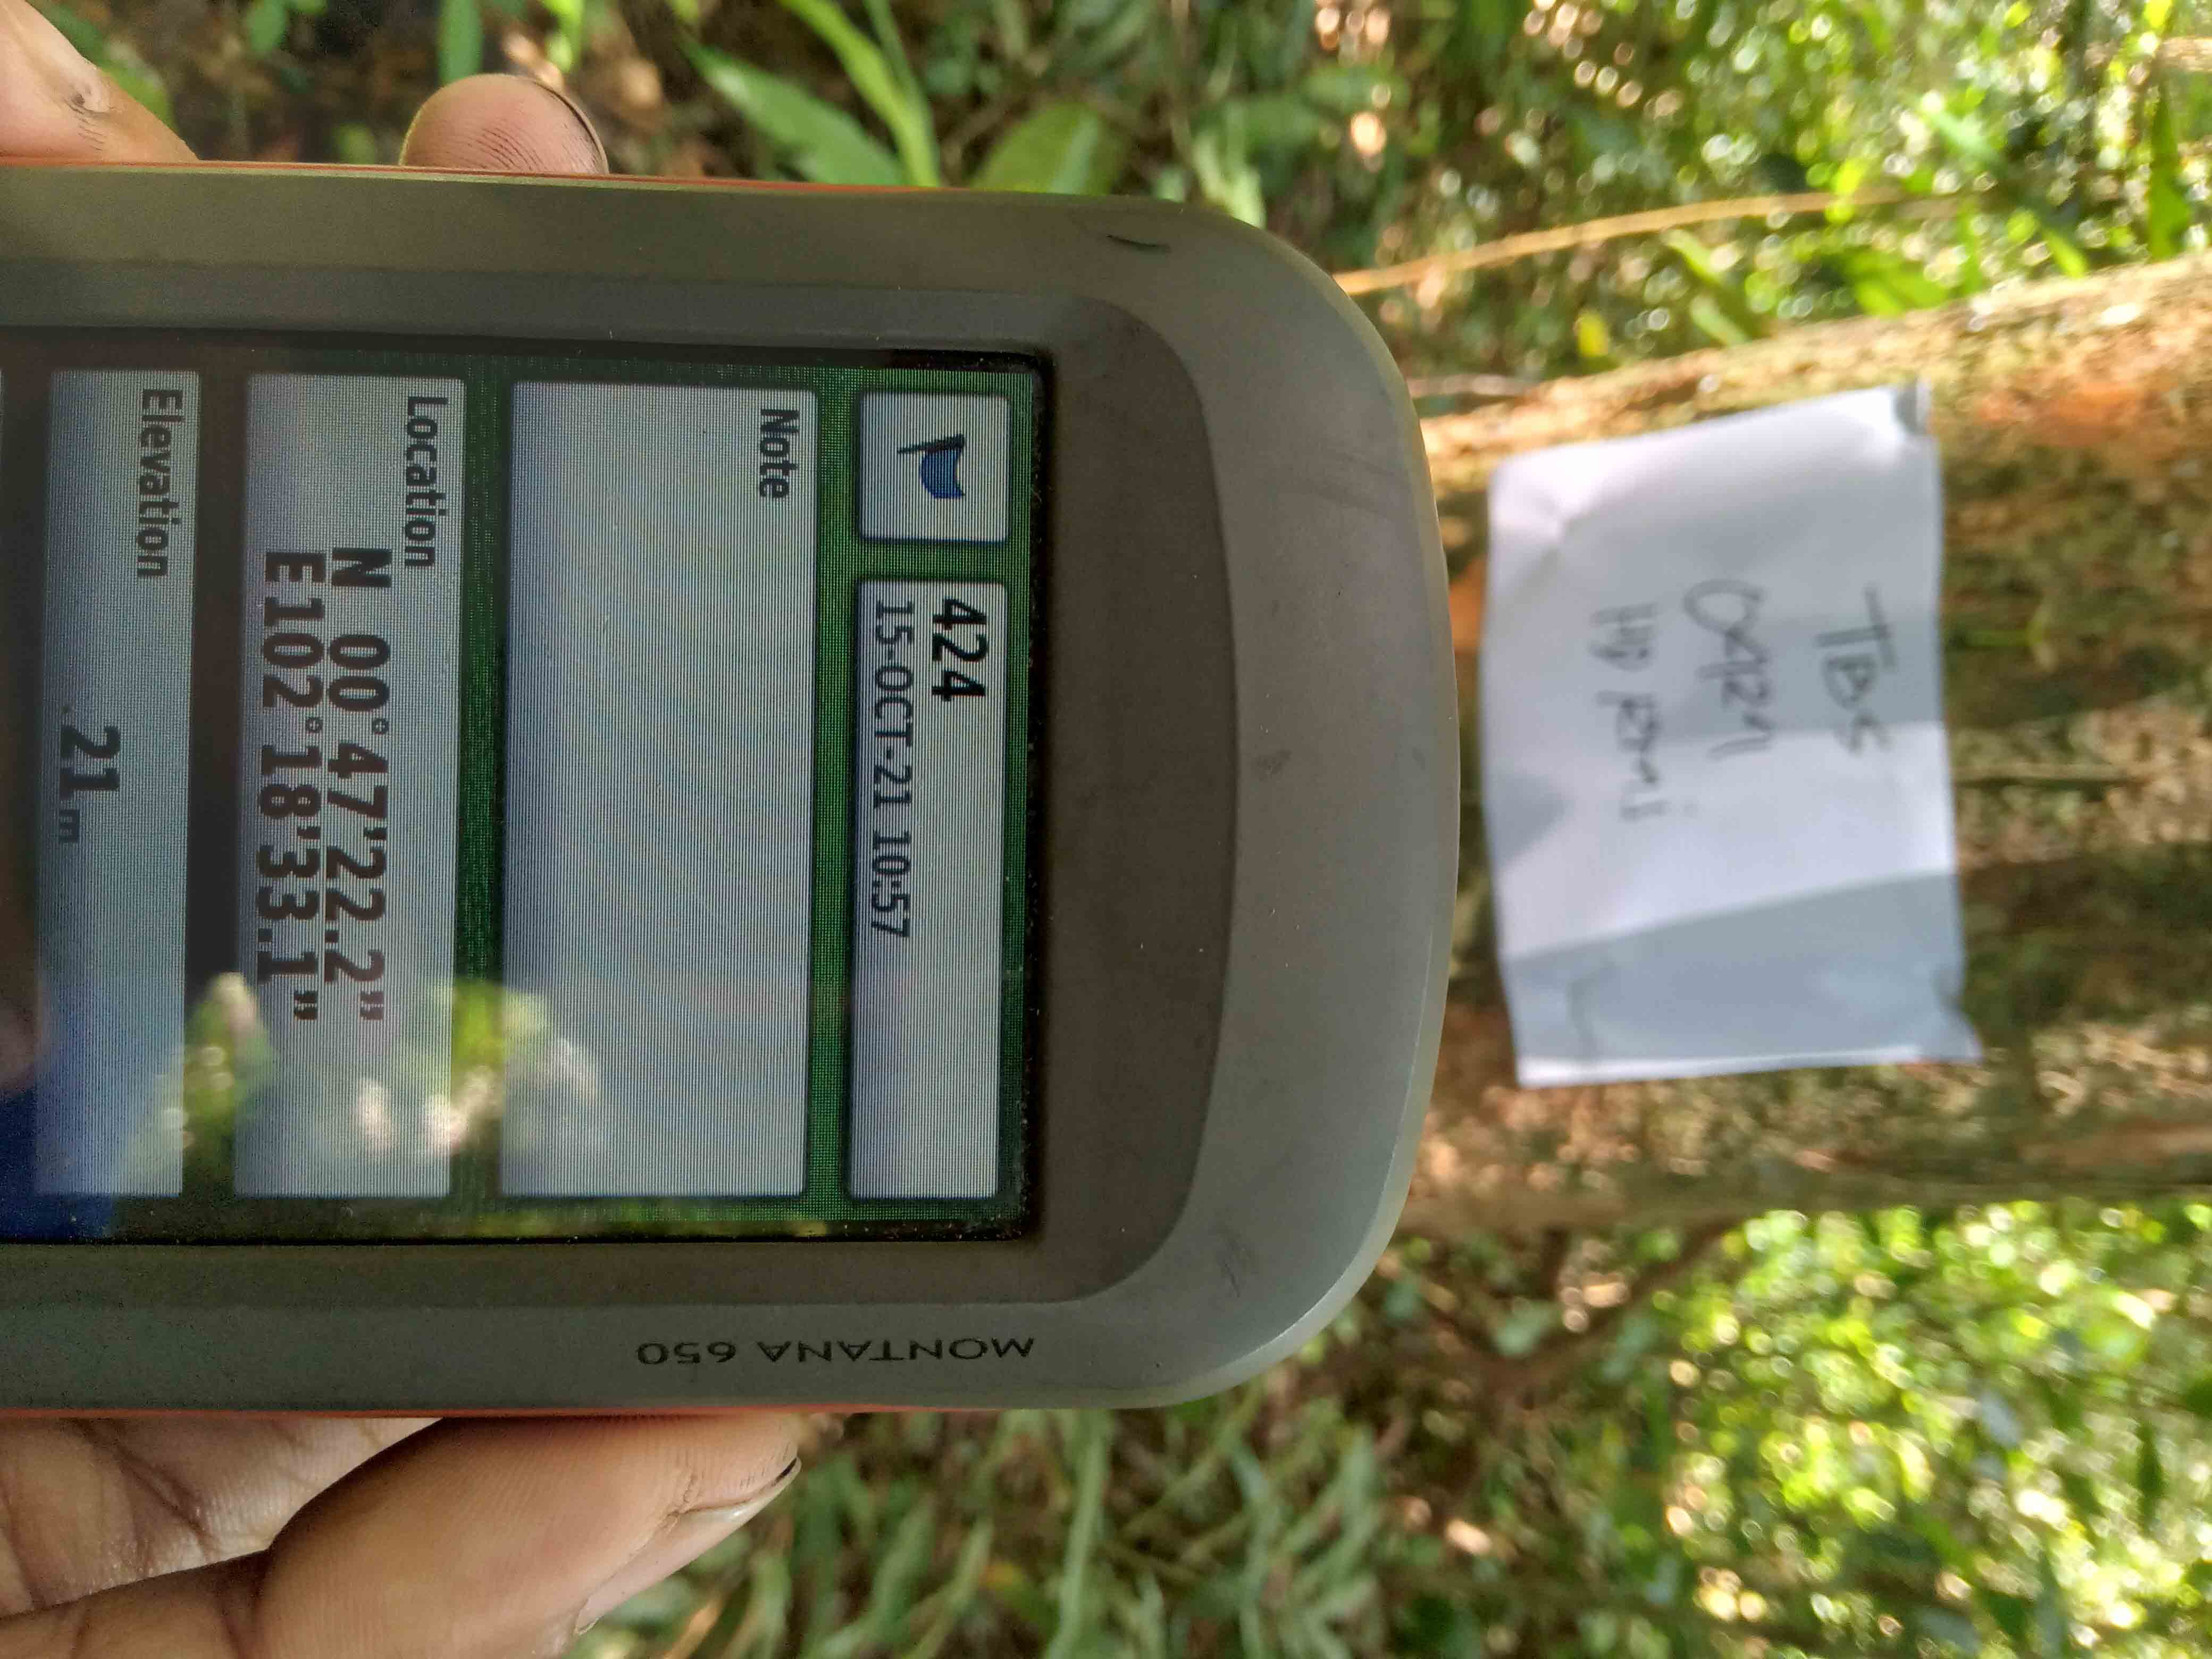 TBS
0424
HP RMI
MONTANA 650
424
15-OCT-21 10:57
Note
Location
N 00°47'22.2"
E102°18'33.1"
Elevation
21m